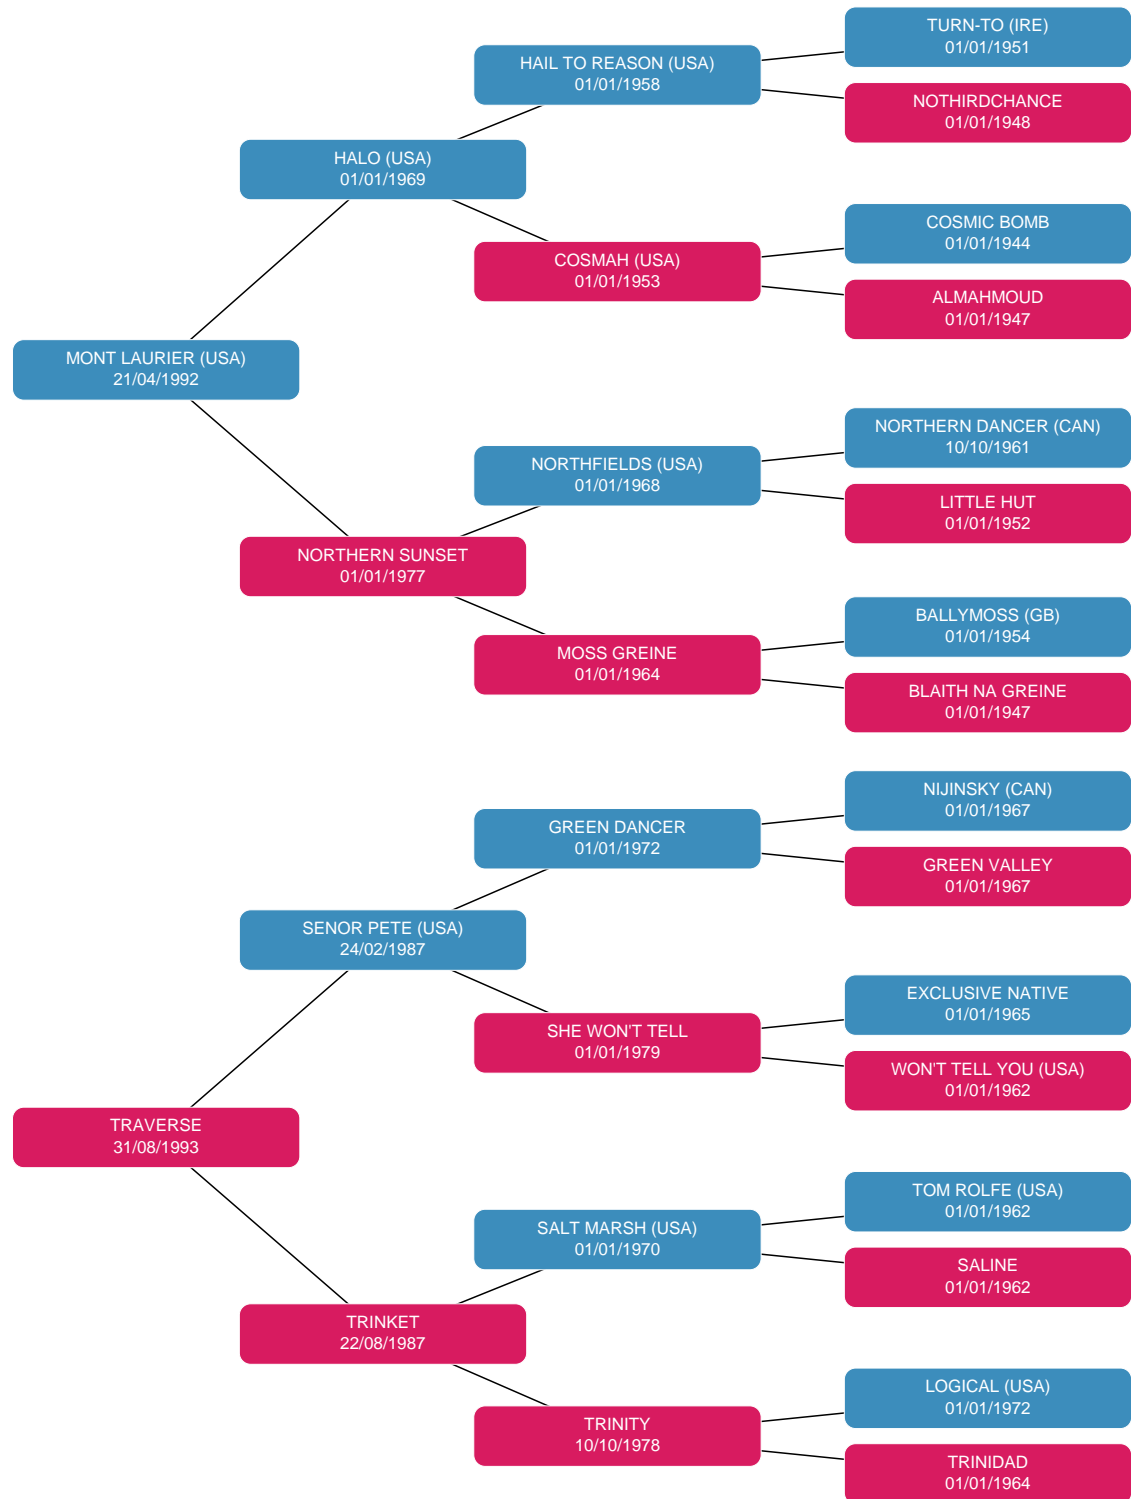 TURN-TO (IRE)
01/01/1951
HAIL TO REASON (USA)
01/01/1958
NOTHIRDCHANCE
01/01/1948
HALO (USA)
01/01/1969
COSMIC BOMB
01/01/1944
COSMAH (USA)
01/01/1953
ALMAHMOUD
01/01/1947
MONT LAURIER (USA)
21/04/1992
NORTHERN DANCER (CAN)
10/10/1961
NORTHFIELDS (USA)
01/01/1968
LITTLE HUT
01/01/1952
NORTHERN SUNSET
01/01/1977
BALLYMOSS (GB)
01/01/1954
MOSS GREINE
01/01/1964
BLAITH NA GREINE
01/01/1947
NIJINSKY (CAN)
01/01/1967
GREEN DANCER
01/01/1972
GREEN VALLEY
01/01/1967
SENOR PETE (USA)
24/02/1987
EXCLUSIVE NATIVE
01/01/1965
SHE WON'T TELL
01/01/1979
WON'T TELL YOU (USA)
01/01/1962
TRAVERSE
31/08/1993
TOM ROLFE (USA)
01/01/1962
SALT MARSH (USA)
01/01/1970
SALINE
01/01/1962
TRINKET
22/08/1987
LOGICAL (USA)
01/01/1972
TRINITY
10/10/1978
TRINIDAD
01/01/1964